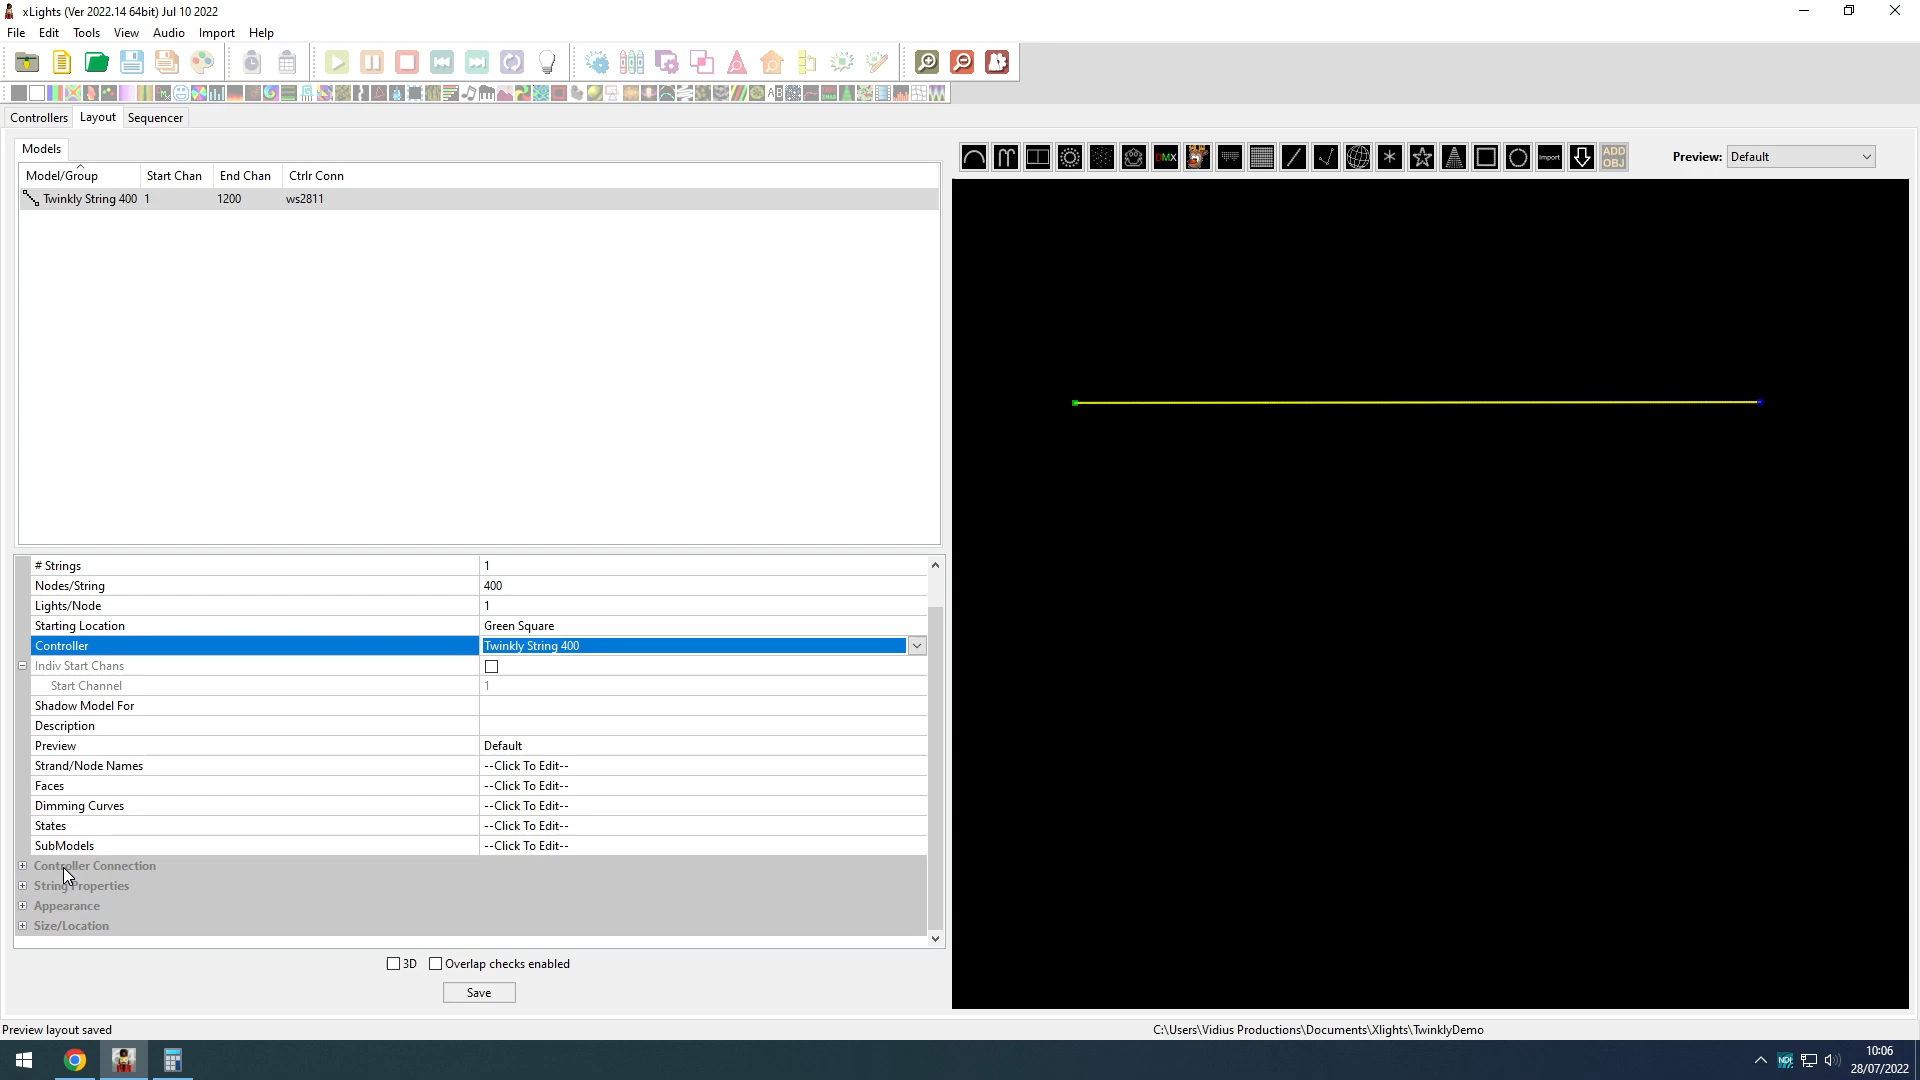 xLights (Ver 2022.14 64bit) Jul 10 2022
File Edit Tools View Audio Import Help
Controllers Layout Sequencer
Models
DMX
Import
ADD OBJ
Preview: Default
Model/Group Start Chan End Chan Ctrlr Conn
Twinkly String 400 1 1200 ws2811
# Strings 1
Nodes/String 400
Lights/Node 1
Starting Location Green Square
Controller Twinkly String 400
Indiv Start Chans
Start Channel 1
Shadow Model For
Description
Preview Default
Strand/Node Names --Click To Edit--
Faces --Click To Edit--
Dimming Curves --Click To Edit--
States --Click To Edit--
SubModels --Click To Edit--
Controller Connection
String Properties
Appearance
Size/Location
3D Overlap checks enabled
Save
Preview layout saved C:\Users\Vidius Productions\Documents\Xlights\TwinklyDemo
NDI
10:06
28/07/2022